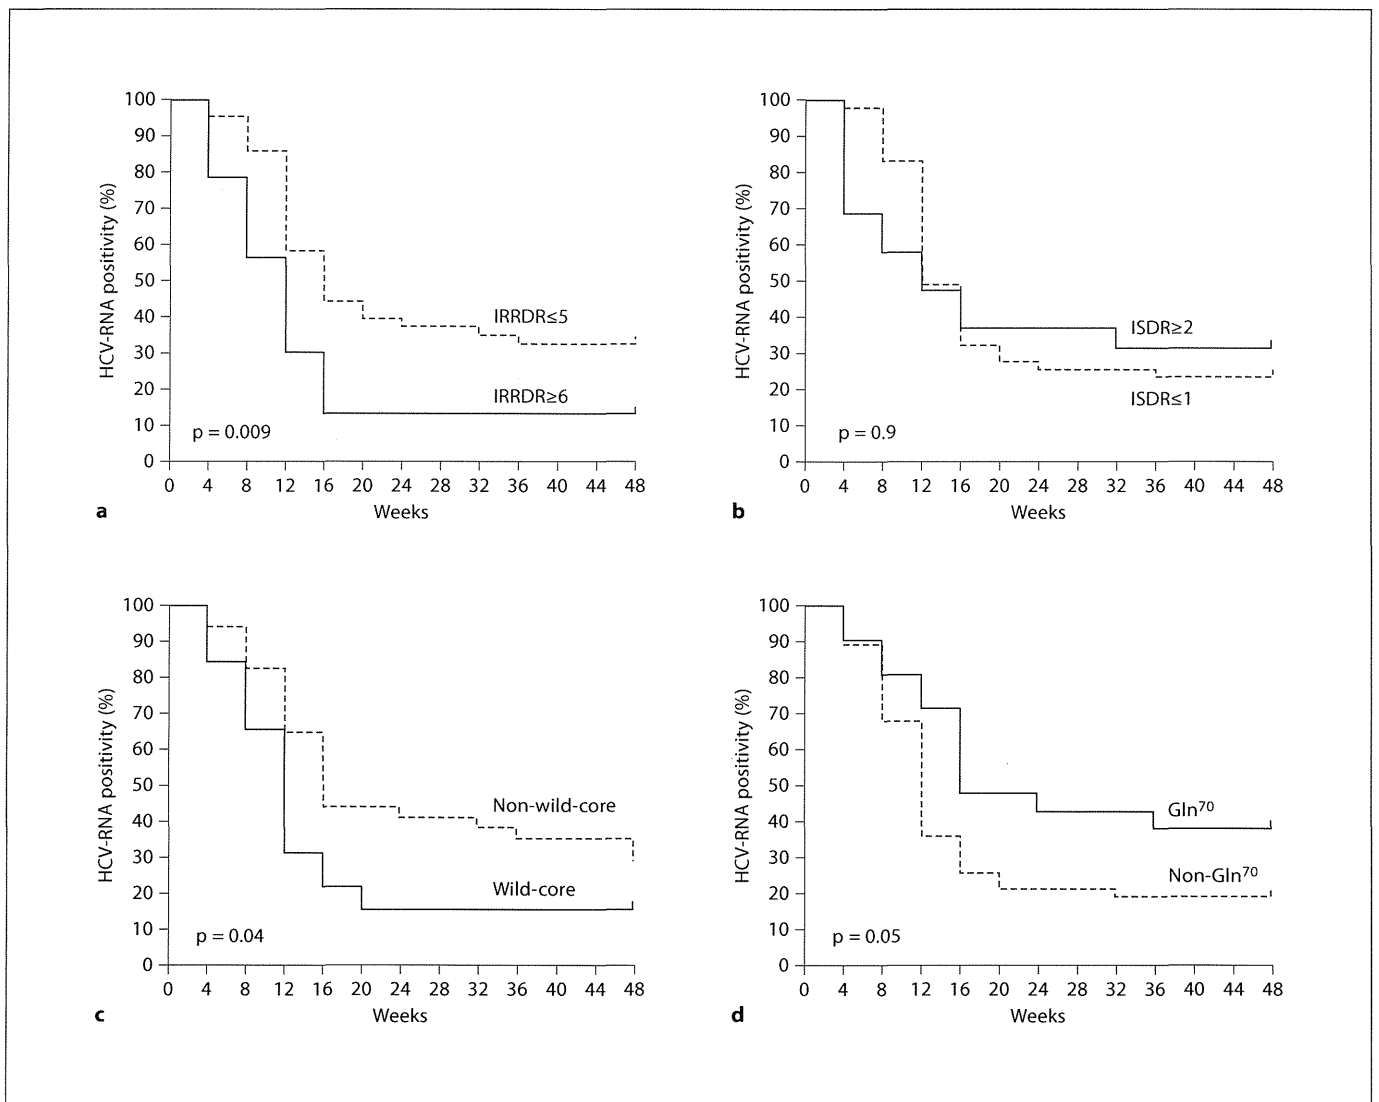 100
90
80
70
60
50
40
30
20
10
0
HCV-RNA positivity (%)
IRRDR≤5
IRRDR≥6
p = 0.009
0 4 8 12 16 20 24 28 32 36 40 44 48
Weeks
a
100
90
80
70
60
50
40
30
20
10
0
HCV-RNA positivity (%)
ISDR≥2
ISDR≤1
p = 0.9
0 4 8 12 16 20 24 28 32 36 40 44 48
Weeks
b
100
90
80
70
60
50
40
30
20
10
0
HCV-RNA positivity (%)
Non-wild-core
Wild-core
p = 0.04
0 4 8 12 16 20 24 28 32 36 40 44 48
Weeks
c
100
90
80
70
60
50
40
30
20
10
0
HCV-RNA positivity (%)
Gln⁷⁰
Non-Gln⁷⁰
p = 0.05
0 4 8 12 16 20 24 28 32 36 40 44 48
Weeks
d